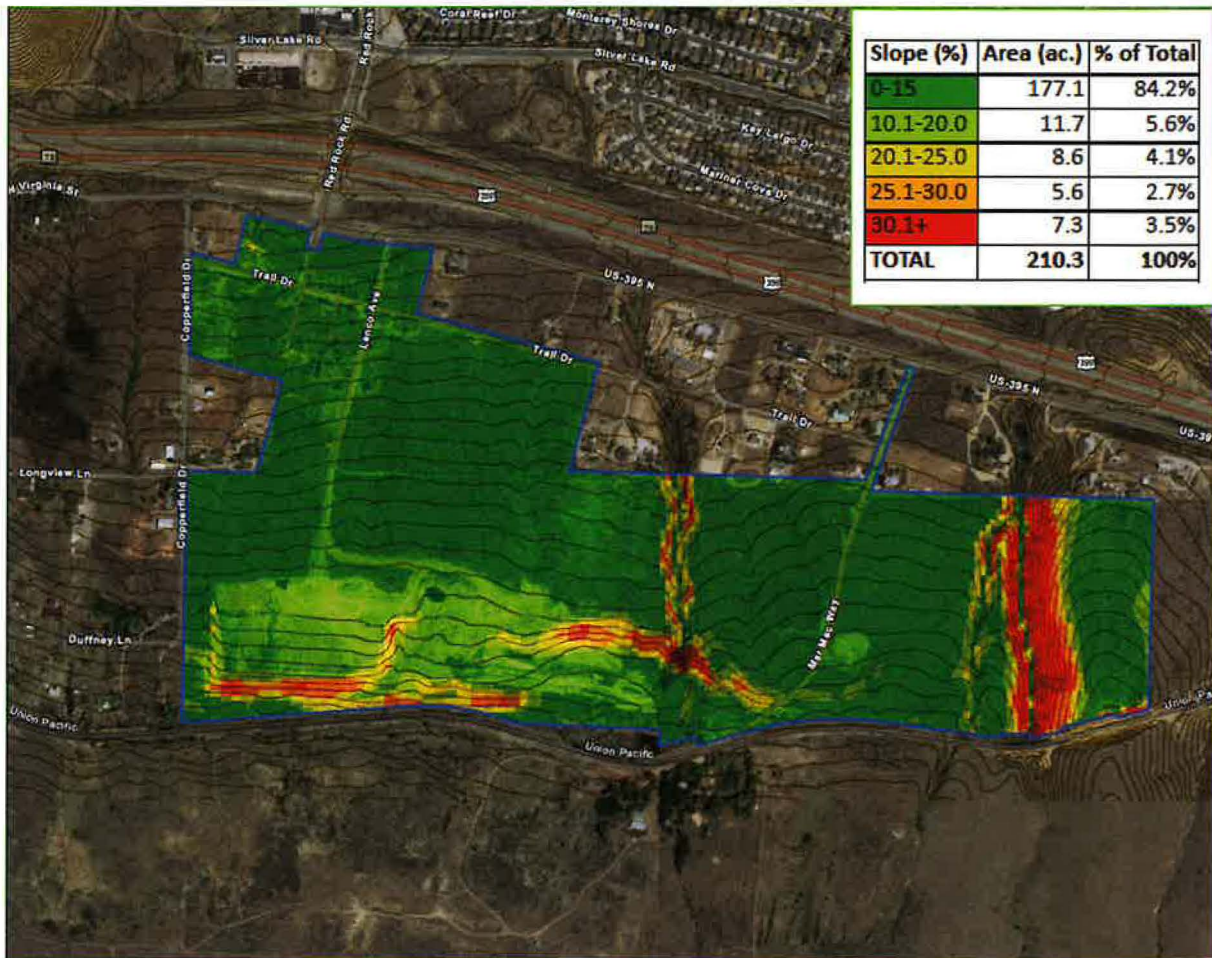 Coral Reef Dr
Monterey Shores Dr
Silver Lake Rd
Red Rock
Silver Lake Rd
Key Largo Dr
Mariner Cove Dr
Red Rock Rd
Virginia St
395
395
395
US-395 N
US-395 N
Copperfield Dr
Trail Dr
Lenco Ave
Trail Dr
Trail Dr
Longview Ln
Copperfield Dr
Duffney Ln
Mar Mac Way
Union Pacific
Union Pacific
Slope (%) Area (ac.) % of Total
0-15 177.1 84.2%
10.1-20.0 11.7 5.6%
20.1-25.0 8.6 4.1%
25.1-30.0 5.6 2.7%
30.1+ 7.3 3.5%
TOTAL 210.3 100%